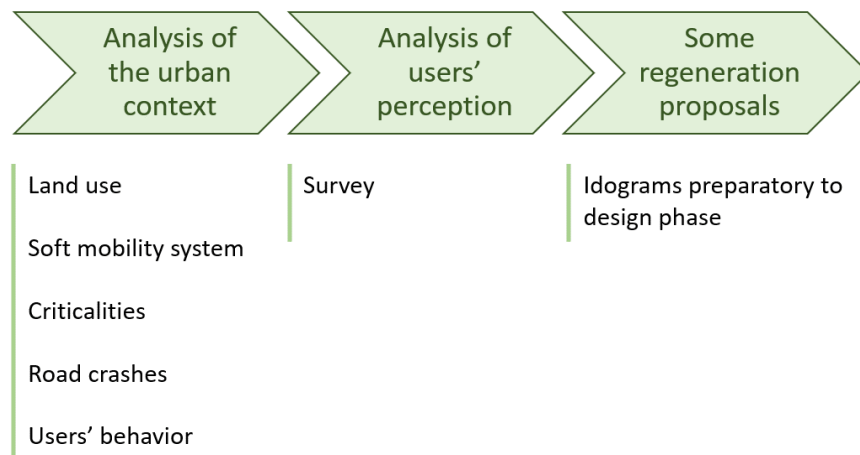 Analysis of
the urban
context
Analysis of
users'
perception
Some
regeneration
proposals
Land use
Soft mobility system
Criticalities
Road crashes
Users' behavior
Survey
Idograms preparatory to
design phase